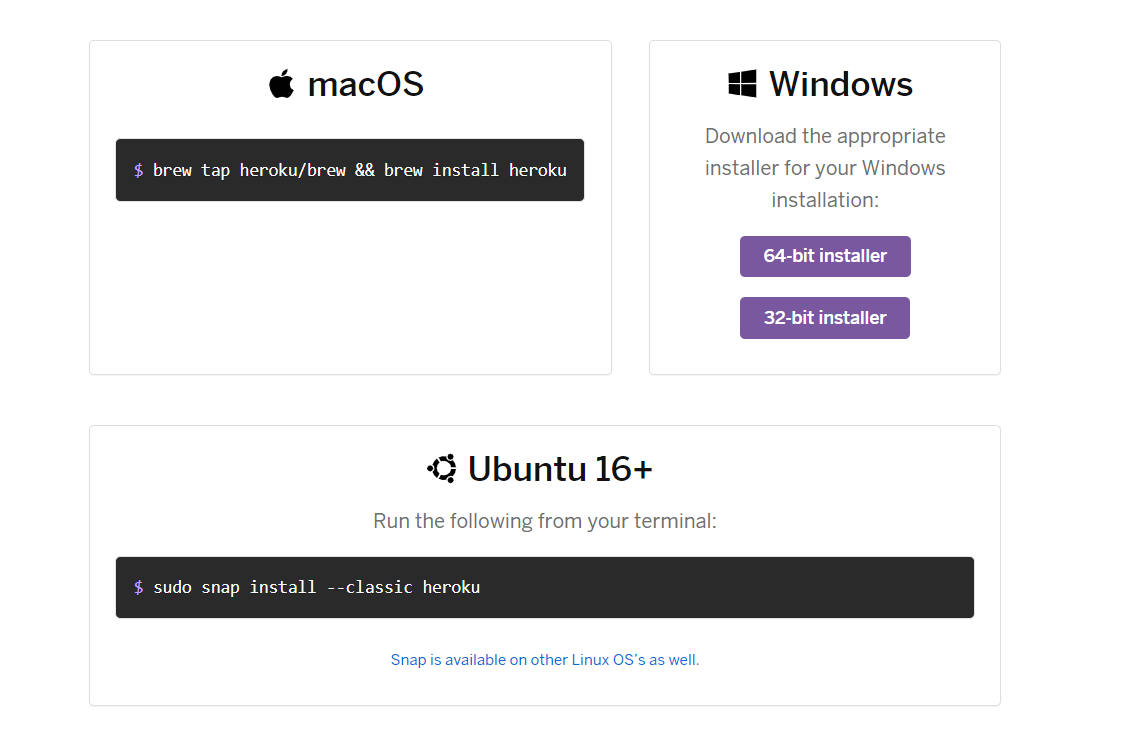 macOS
$ brew tap heroku/brew && brew install heroku
Windows
Download the appropriate
installer for your Windows
installation:
64-bit installer
32-bit installer
Ubuntu 16+
Run the following from your terminal:
$ sudo snap install --classic heroku
Snap is available on other Linux OS's as well.